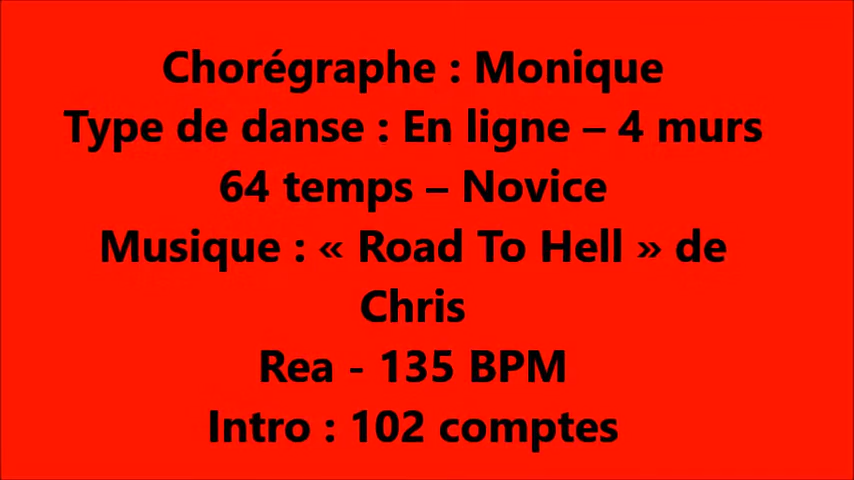 Chorégraphe : Monique
Type de danse : En ligne – 4 murs
64 temps – Novice
Musique : « Road To Hell » de
Chris
Rea - 135 BPM
Intro : 102 comptes